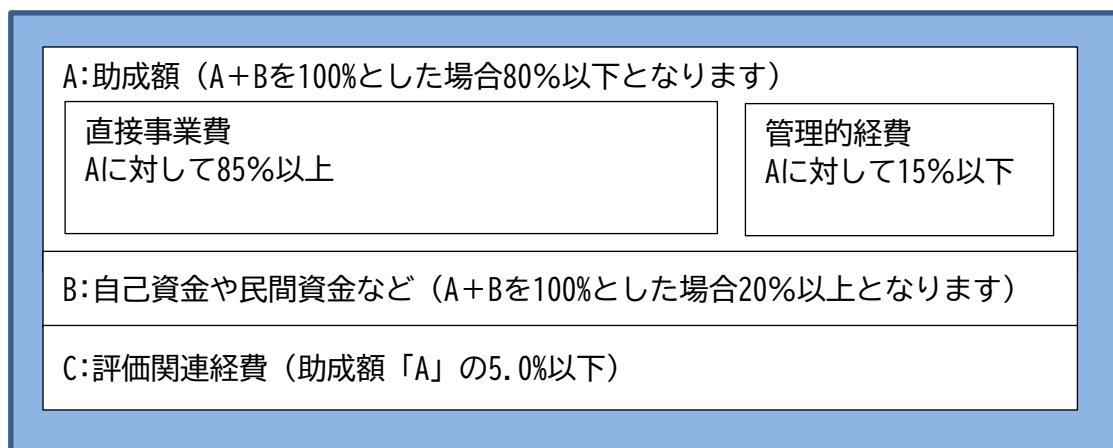 A:助成額（A＋Bを100%とした場合80％以下となります）
直接事業費
Aに対して85％以上
管理的経費
Aに対して15％以下
B:自己資金や民間資金など（A＋Bを100%とした場合20％以上となります）
C:評価関連経費（助成額「A」の5.0%以下）